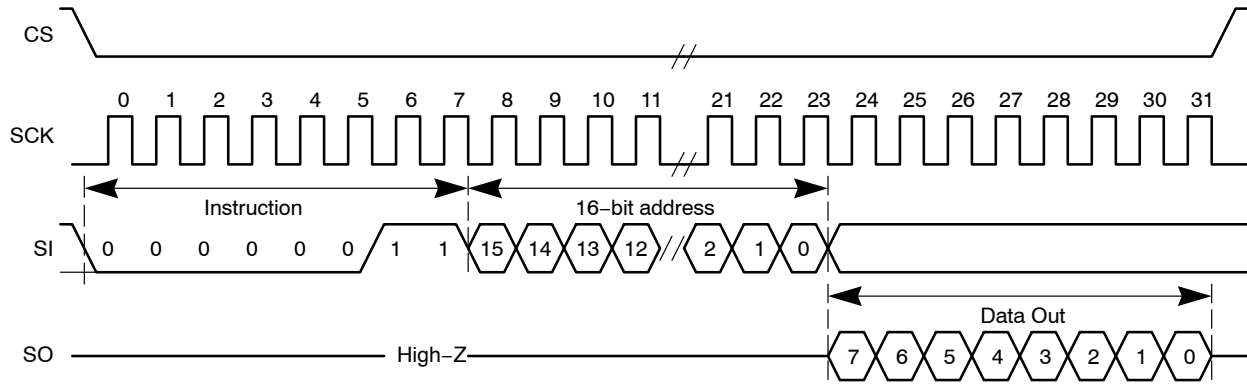 CS
0 1 2 3 4 5 6 7 8 9 10 11 21 22 23 24 25 26 27 28 29 30 31
SCK
Instruction 16−bit address
SI 0 0 0 0 0 0 1 1 15 14 13 12 2 1 0
Data Out
SO High−Z 7 6 5 4 3 2 1 0